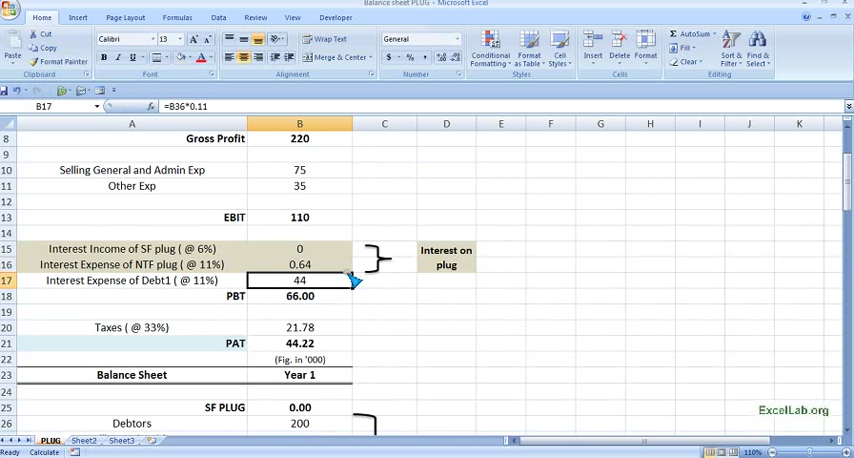 Balance sheet PLUG - Microsoft Excel
Home Insert Page Layout Formulas Data Review View Developer
Cut
Copy
Format Painter
Paste
Clipboard
Calibri 13
B I U
Font
Wrap Text
Merge & Center
Alignment
General
$ % ,
Number
Conditional Formatting
Format as Table
Cell Styles
Styles
Insert Delete Format
Cells
Σ AutoSum
Fill
Clear
Sort & Filter
Find & Select
Editing
B17 fx =B36*0.11
A B C D E F G H I J K
8 Gross Profit 220
9
10 Selling General and Admin Exp 75
11 Other Exp 35
12
13 EBIT 110
14
15 Interest Income of SF plug ( @ 6%) 0 Interest on
16 Interest Expense of NTF plug ( @ 11%) 0.64 plug
17 Interest Expense of Debt1 ( @ 11%) 44
18 PBT 66.00
19
20 Taxes ( @ 33%) 21.78
21 PAT 44.22
22 (Fig. in '000)
23 Balance Sheet Year 1
24
25 SF PLUG 0.00
26 Debtors 200
ExcelLab.org
PLUG Sheet2 Sheet3
Ready Calculate 110%